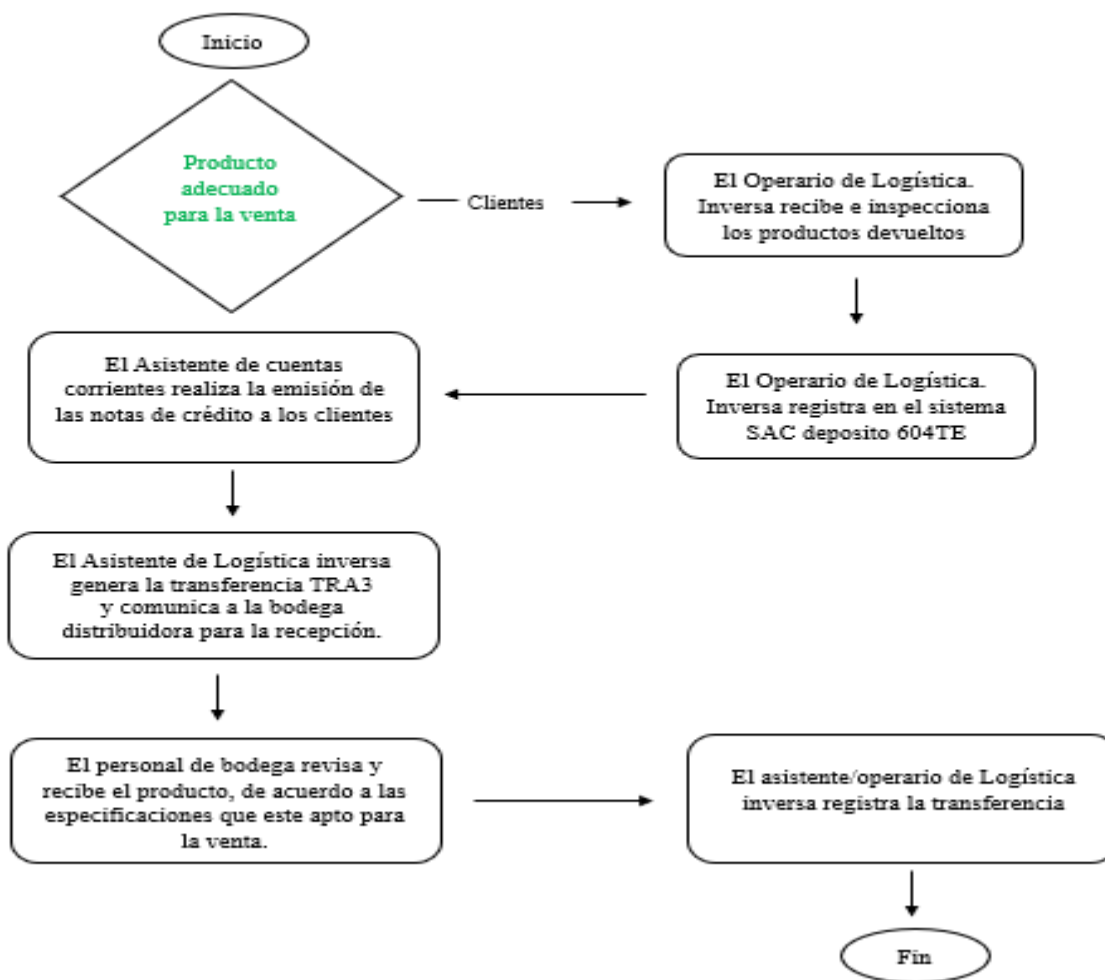 Inicio
Producto
adecuado
para la venta
Clientes
El Operario de Logística.
Inversa recibe e inspecciona
los productos devueltos
El Operario de Logística.
Inversa registra en el sistema
SAC deposito 604TE
El Asistente de cuentas
corrientes realiza la emisión de
las notas de crédito a los clientes
El Asistente de Logística inversa
genera la transferencia TRA3
y comunica a la bodega
distribuidora para la recepción.
El personal de bodega revisa y
recibe el producto, de acuerdo a las
especificaciones que este apto para
la venta.
El asistente/operario de Logística
inversa registra la transferencia
Fin